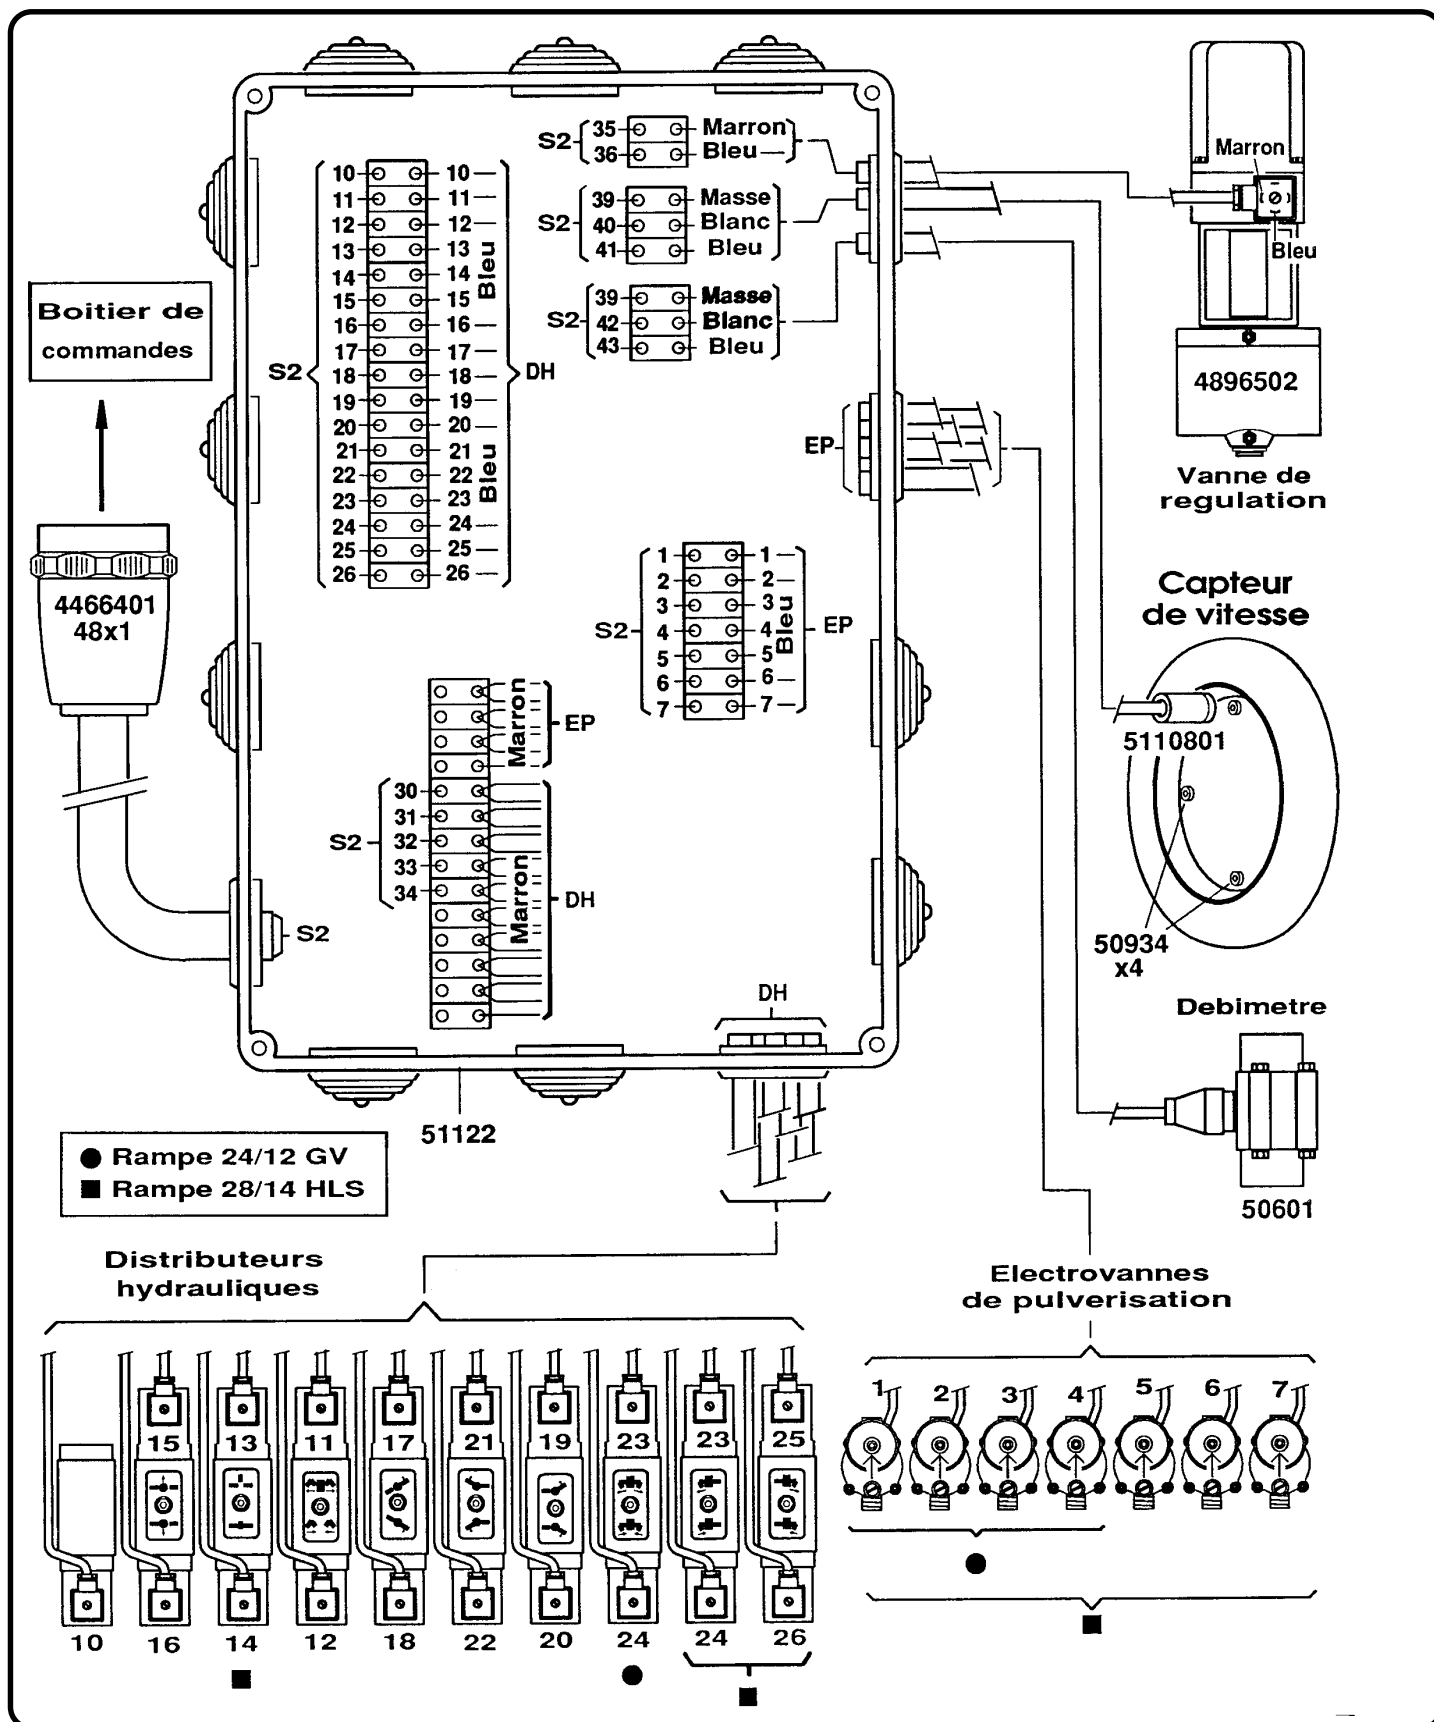 S2
35 Marron
36 Bleu
S2
39 Masse
40 Blanc
41 Bleu
S2
39 Masse
42 Blanc
43 Bleu
S2
10 10
11 11
12 12
13 13
14 14
15 15
16 16
17 17
18 18
19 19
20 20
21 21
22 22
23 23
24 24
25 25
26 26
Bleu
Bleu
DH
Marron
Bleu
4896502
Vanne de
regulation
Boitier de
commandes
4466401
48x1
S2
EP
S2
1 1
2 2
3 3
4 4
5 5
6 6
7 7
Bleu
EP
Capteur
de vitesse
5110801
50934
x4
Marron
EP
S2
30
31
32
33
34
Marron
DH
DH
51122
Debimetre
50601
● Rampe 24/12 GV
■ Rampe 28/14 HLS
Distributeurs
hydrauliques
15 13 11 17 21 19 23 23 25
10 16 14 12 18 22 20 24 24 26
Electrovannes
de pulverisation
1 2 3 4 5 6 7